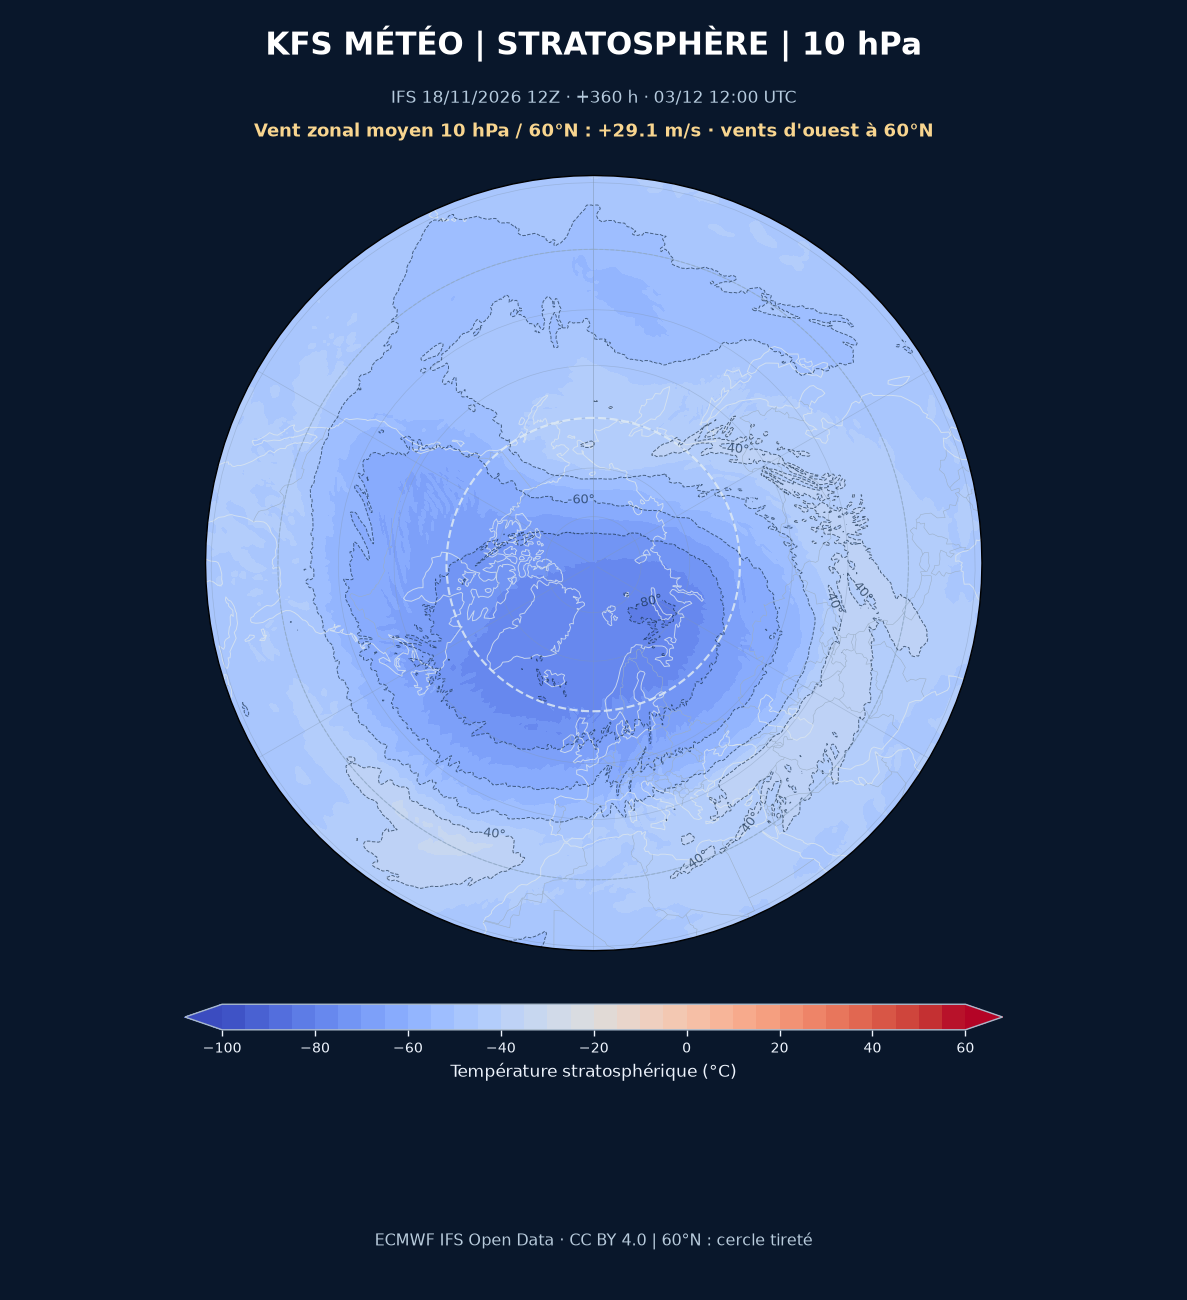 KFS MÉTÉO | STRATOSPHÈRE | 10 hPa
IFS 18/11/2026 12Z · +360 h · 03/12 12:00 UTC
Vent zonal moyen 10 hPa / 60°N : +29.1 m/s · vents d'ouest à 60°N
40°
60°
-80°
40°
40°
40°
40°
-40°
−100 −80 −60 −40 −20 0 20 40 60
Température stratosphérique (°C)
ECMWF IFS Open Data · CC BY 4.0 | 60°N : cercle tireté